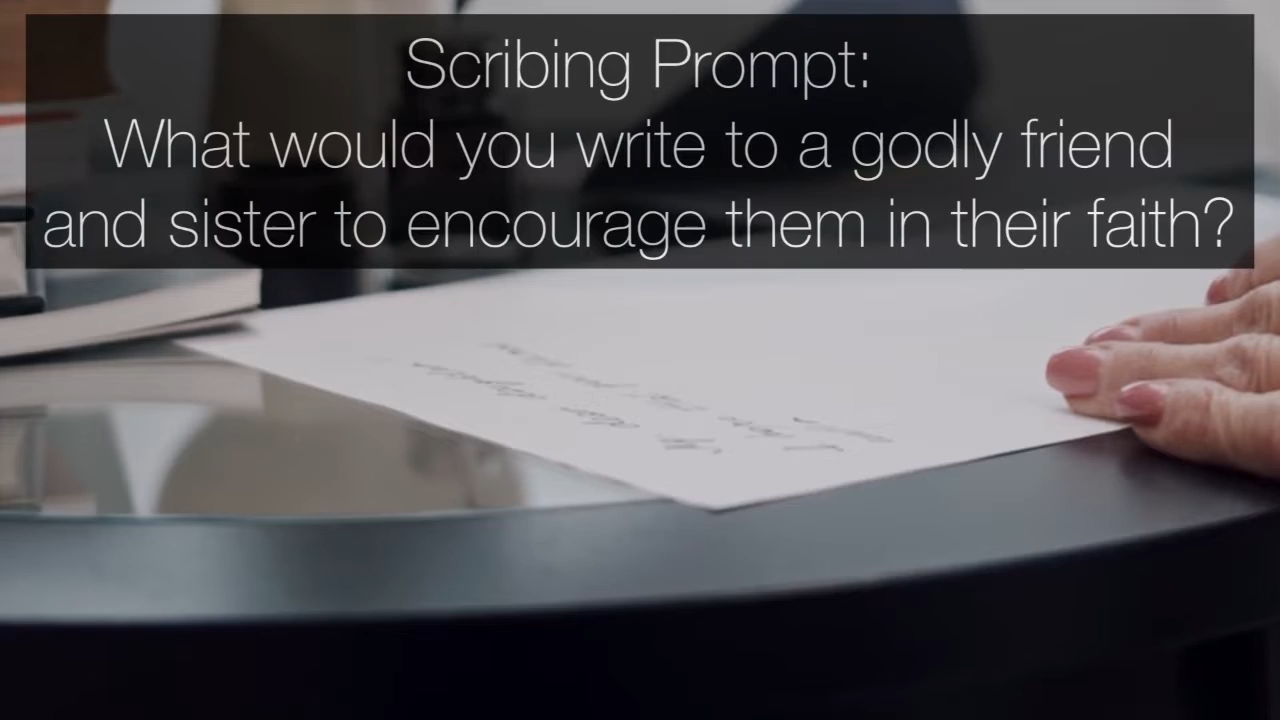 Scribing Prompt:
What would you write to a godly friend
and sister to encourage them in their faith?